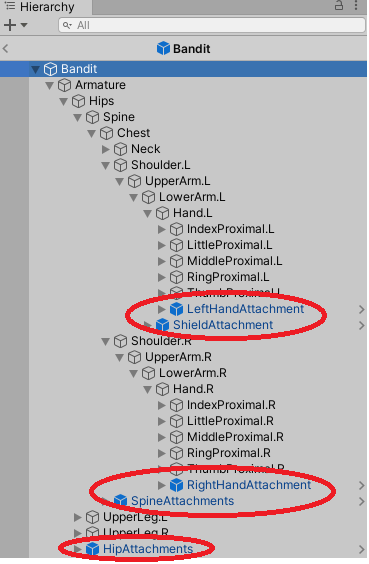 Hierarchy
All
Bandit
Bandit
Armature
Hips
Spine
Chest
Neck
Shoulder.L
UpperArm.L
LowerArm.L
Hand.L
IndexProximal.L
LittleProximal.L
MiddleProximal.L
RingProximal.L
ThumbProximal.L
LeftHandAttachment
ShieldAttachment
Shoulder.R
UpperArm.R
LowerArm.R
Hand.R
IndexProximal.R
LittleProximal.R
MiddleProximal.R
RingProximal.R
ThumbProximal.R
RightHandAttachment
SpineAttachments
UpperLeg.L
UpperLeg.R
HipAttachments